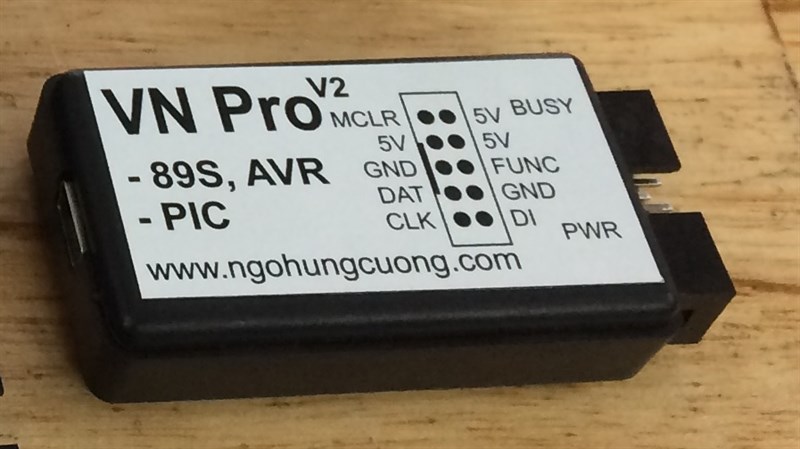 VN Pro V2
- 89S, AVR
- PIC
MCLR 5V BUSY
5V 5V
GND FUNC
DAT GND
CLK DI
PWR
www.ngohungcuong.com